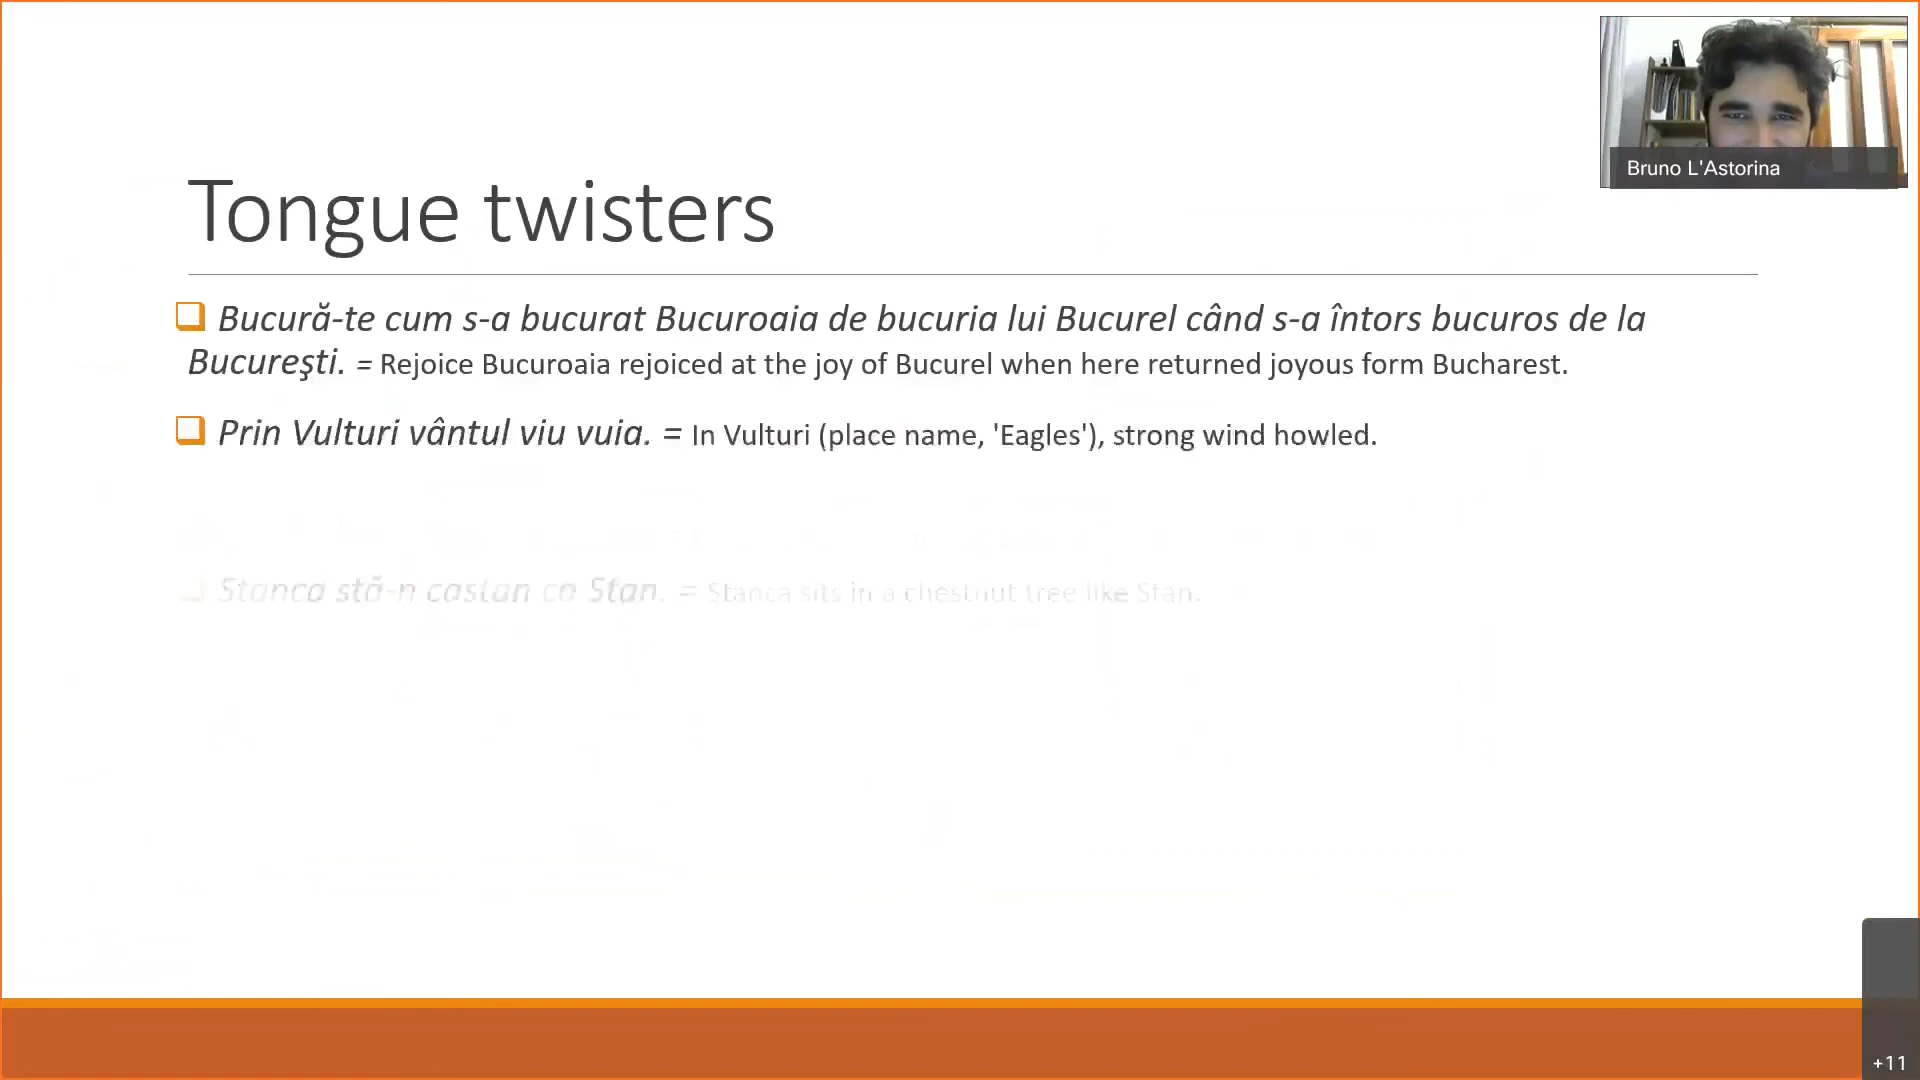 Bruno L'Astorina
Tongue twisters
Bucură-te cum s-a bucurat Bucuroaia de bucuria lui Bucurel când s-a întors bucuros de la
Bucureşti. = Rejoice Bucuroaia rejoiced at the joy of Bucurel when here returned joyous form Bucharest.
Prin Vulturi vântul viu vuia. = In Vulturi (place name, 'Eagles'), strong wind howled.
Stanca stă-n castan ca Stan. = Stanca sits in a chestnut tree like Stan.
+11